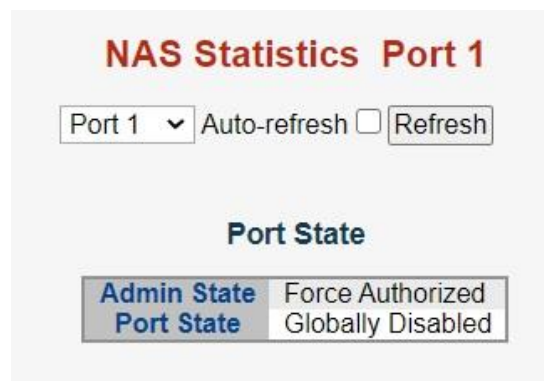 NAS Statistics Port 1
Port 1 Auto-refresh Refresh
Port State
Admin State Force Authorized
Port State Globally Disabled